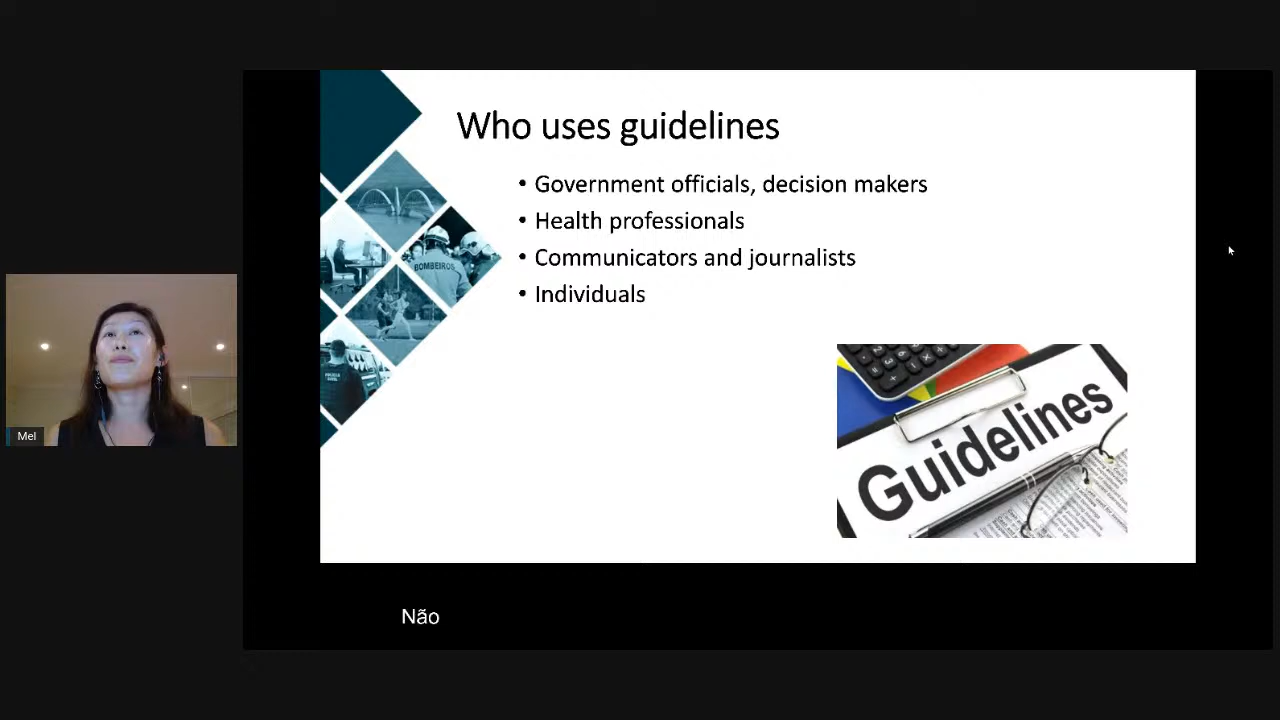 Who uses guidelines
• Government officials, decision makers
• Health professionals
• Communicators and journalists
• Individuals
BOMBEIROS
Guidelines
Mel
Não